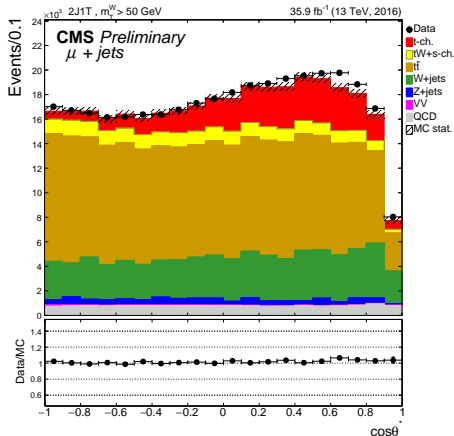 ×10³ 2J1T , m_T^W > 50 GeV 35.9 fb⁻¹ (13 TeV, 2016)
CMS Preliminary
μ + jets
Events/0.1
24
22
20
18
16
14
12
10
8
6
4
2
0
Data
t-ch.
tW+s-ch.
tt̄
W+jets
Z+jets
VV
QCD
MC stat.
Data/MC
1.4
1.2
1
0.8
0.6
−1 −0.8 −0.6 −0.4 −0.2 0 0.2 0.4 0.6 0.8 1
cosθ*